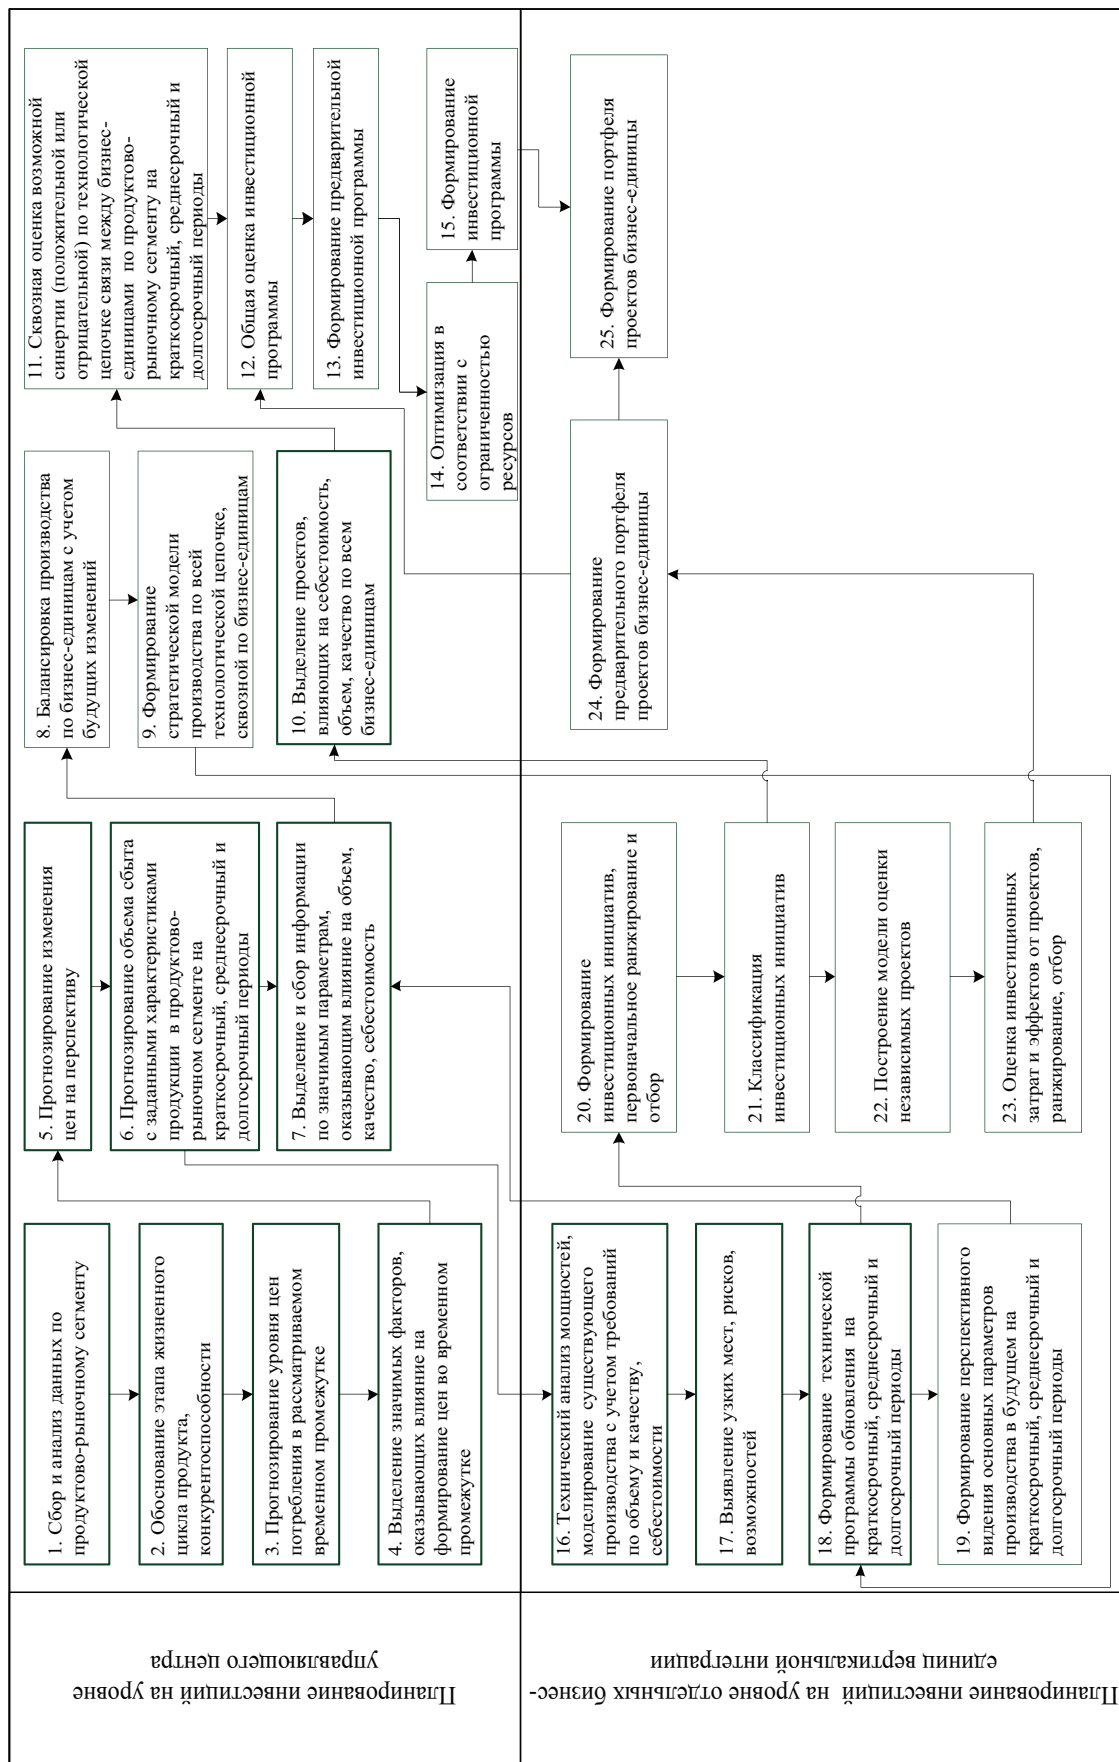 Планирование инвестиций на уровне
управляющего центра
1. Сбор и анализ данных по
продуктово-рыночному сегменту
2. Обоснование этапа жизненного
цикла продукта,
конкурентоспособности
3. Прогнозирование уровня цен
потребления в рассматриваемом
временном промежутке
4. Выделение значимых факторов,
оказывающих влияние на
формирование цен во временном
промежутке
5. Прогнозирование изменения
цен на перспективу
6. Прогнозирование объема сбыта
с заданными характеристиками
продукции в продуктово-
рыночном сегменте на
краткосрочный, среднесрочный и
долгосрочный периоды
7. Выделение и сбор информации
по значимым параметрам,
оказывающим влияние на объем,
качество, себестоимость
8. Балансировка производства
по бизнес-единицам с учетом
будущих изменений
9. Формирование
стратегической модели
производства по всей
технологической цепочке,
сквозной по бизнес-единицам
10. Выделение проектов,
влияющих на себестоимость,
объем, качество по всем
бизнес-единицам
11. Сквозная оценка возможной
синергии (положительной или
отрицательной) по технологической
цепочке связи между бизнес-
единицами по продуктово-
рыночному сегменту на
краткосрочный, среднесрочный и
долгосрочный периоды
12. Общая оценка инвестиционной
программы
13. Формирование предварительной
инвестиционной программы
14. Оптимизация в
соответствии с
ограниченностью
ресурсов
15. Формирование
инвестиционной
программы
Планирование инвестиций на уровне отдельных бизнес-
единиц вертикальной интеграции
16. Технический анализ мощностей,
моделирование существующего
производства с учетом требований
по объему и качеству,
себестоимости
17. Выявление узких мест, рисков,
возможностей
18. Формирование технической
программы обновления на
краткосрочный, среднесрочный и
долгосрочный периоды
19. Формирование перспективного
видения основных параметров
производства в будущем на
краткосрочный, среднесрочный и
долгосрочный периоды
20. Формирование
инвестиционных инициатив,
первоначальное ранжирование и
отбор
21. Классификация
инвестиционных инициатив
22. Построение модели оценки
независимых проектов
23. Оценка инвестиционных
затрат и эффектов от проектов,
ранжирование, отбор
24. Формирование
предварительного портфеля
проектов бизнес-единицы
25. Формирование портфеля
проектов бизнес-единицы